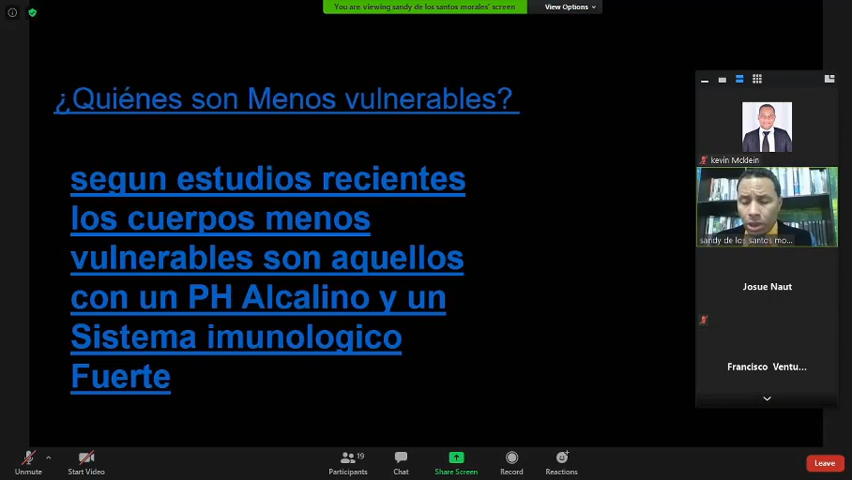 You are viewing sandy de los santos morales' screen
View Options
¿Quiénes son Menos vulnerables?
segun estudios recientes
los cuerpos menos
vulnerables son aquellos
con un PH Alcalino y un
Sistema imunologico
Fuerte
kevin Mcklein
sandy de los santos mo...
Josue Naut
Francisco Ventu...
Unmute
Start Video
19
Participants
Chat
Share Screen
Record
Reactions
Leave